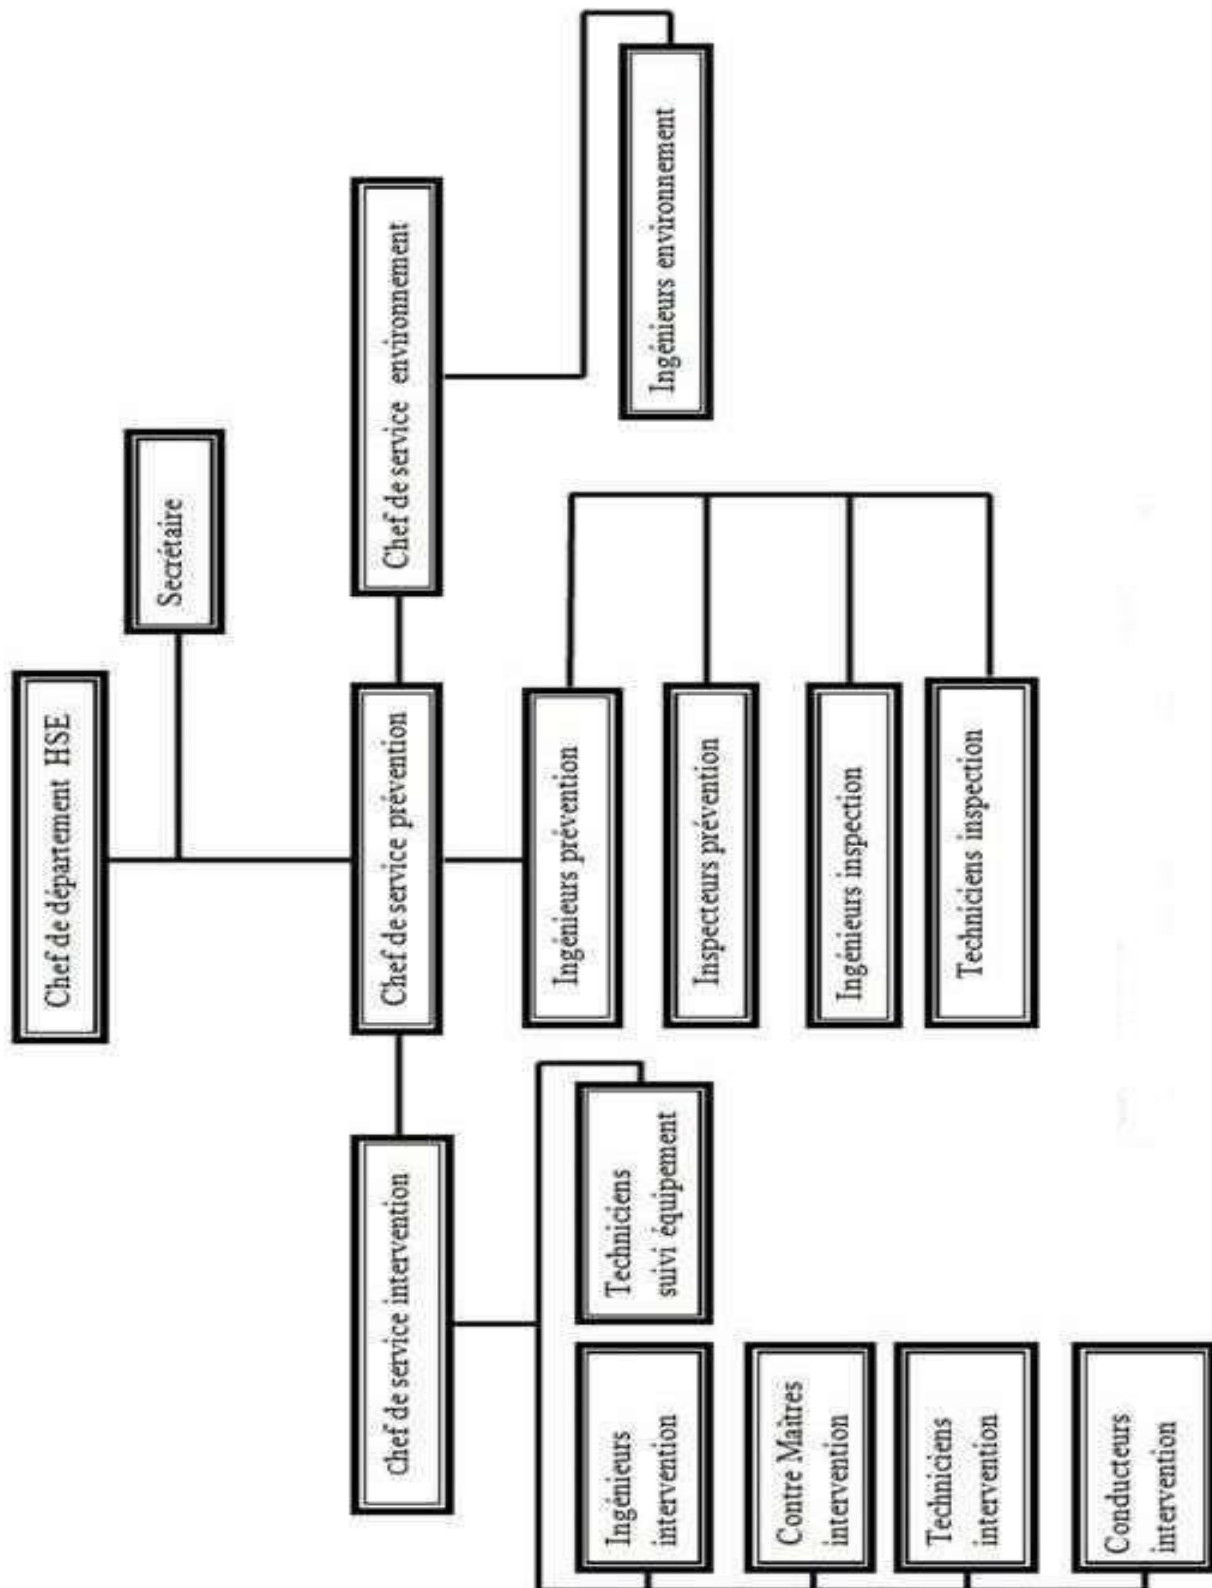 Chef de département HSE
Secrétaire
Chef de service intervention
Chef de service prévention
Chef de service environnement
Ingénieurs
intervention
Techniciens
suivi équipement
Ingénieurs prévention
Ingénieurs environnement
Contre Maîtres
intervention
Inspecteurs prévention
Techniciens
intervention
Ingénieurs inspection
Conducteurs
intervention
Techniciens inspection